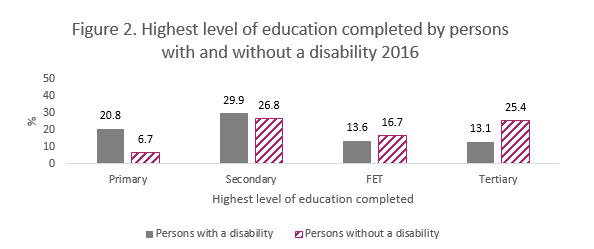 Figure 2. Highest level of education completed by persons
with and without a disability 2016
50
40
30
20
10
0
%
20.8
6.7
29.9
26.8
13.6
16.7
13.1
25.4
Primary
Secondary
FET
Tertiary
Highest level of education completed
Persons with a disability
Persons without a disability